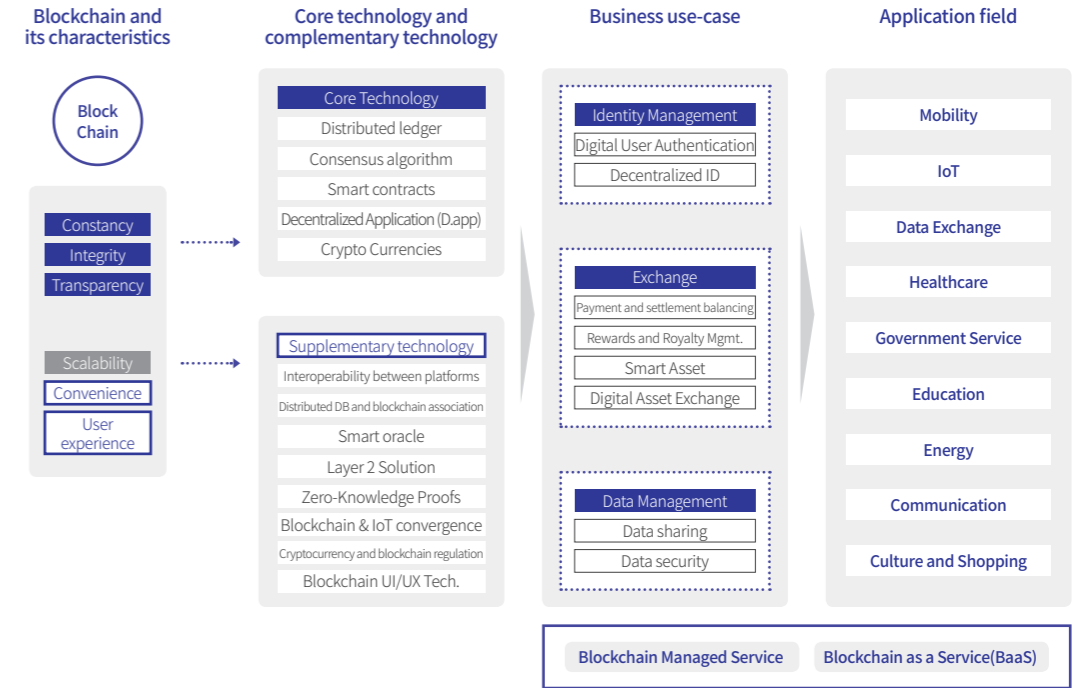 Blockchain and
its characteristics
Block
Chain
Constancy
Integrity
Transparency
Scalability
Convenience
User
experience
Core technology and
complementary technology
Core Technology
Distributed ledger
Consensus algorithm
Smart contracts
Decentralized Application (D.app)
Crypto Currencies
Supplementary technology
Interoperability between platforms
Distributed DB and blockchain association
Smart oracle
Layer 2 Solution
Zero-Knowledge Proofs
Blockchain & IoT convergence
Cryptocurrency and blockchain regulation
Blockchain UI/UX Tech.
Business use-case
Identity Management
Digital User Authentication
Decentralized ID
Exchange
Payment and settlement balancing
Rewards and Royalty Mgmt.
Smart Asset
Digital Asset Exchange
Data Management
Data sharing
Data security
Application field
Mobility
IoT
Data Exchange
Healthcare
Government Service
Education
Energy
Communication
Culture and Shopping
Blockchain Managed Service
Blockchain as a Service(BaaS)